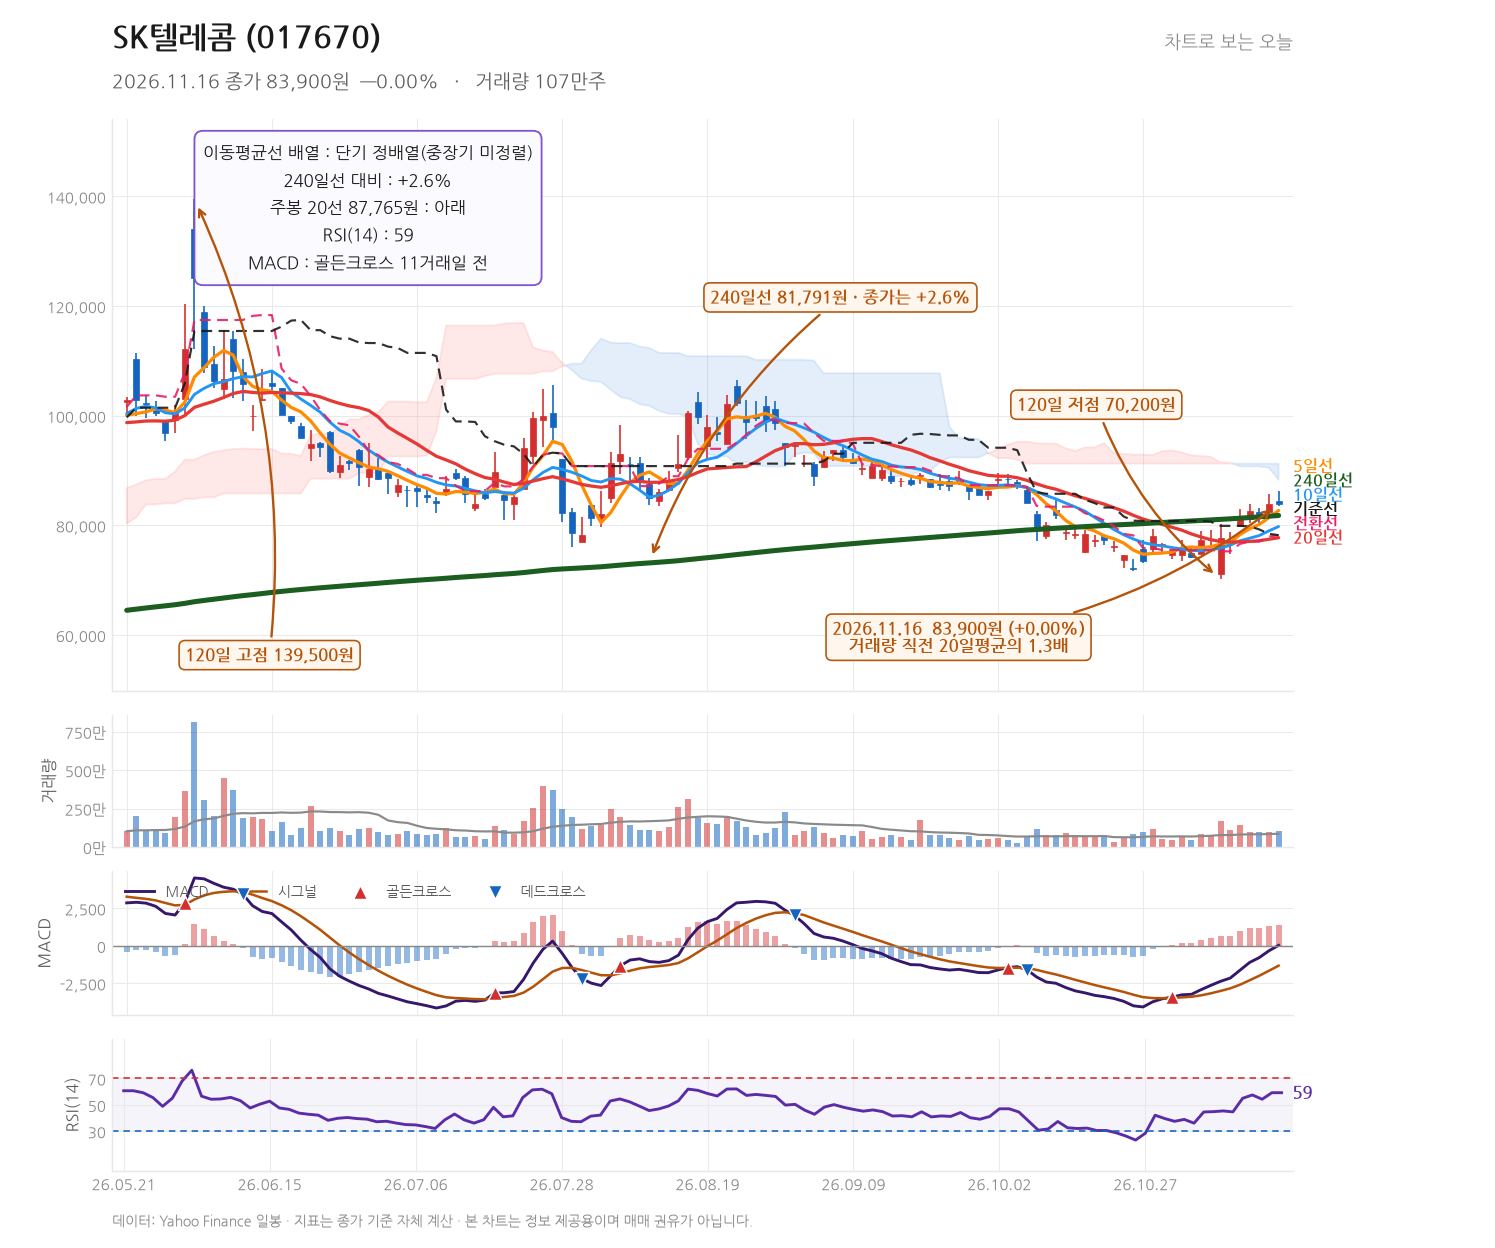 SK텔레콤 (017670)
차트로 보는 오늘
2026.11.16 종가 83,900원 —0.00% · 거래량 107만주
이동평균선 배열 : 단기 정배열(중장기 미정렬)
240일선 대비 : +2.6%
주봉 20선 87,765원 : 아래
RSI(14) : 59
MACD : 골든크로스 11거래일 전
140,000
120,000
100,000
80,000
60,000
240일선 81,791원 · 종가는 +2.6%
120일 저점 70,200원
5일선
240일선
10일선
기준선
전환선
20일선
2026.11.16 83,900원 (+0.00%)
거래량 직전 20일평균의 1.3배
120일 고점 139,500원
거래량
750만
500만
250만
0만
MACD
MACD
시그널
골든크로스
데드크로스
2,500
0
-2,500
RSI(14)
70
50
30
59
26.05.21
26.06.15
26.07.06
26.07.28
26.08.19
26.09.09
26.10.02
26.10.27
데이터: Yahoo Finance 일봉 · 지표는 종가 기준 자체 계산 · 본 차트는 정보 제공용이며 매매 권유가 아닙니다.